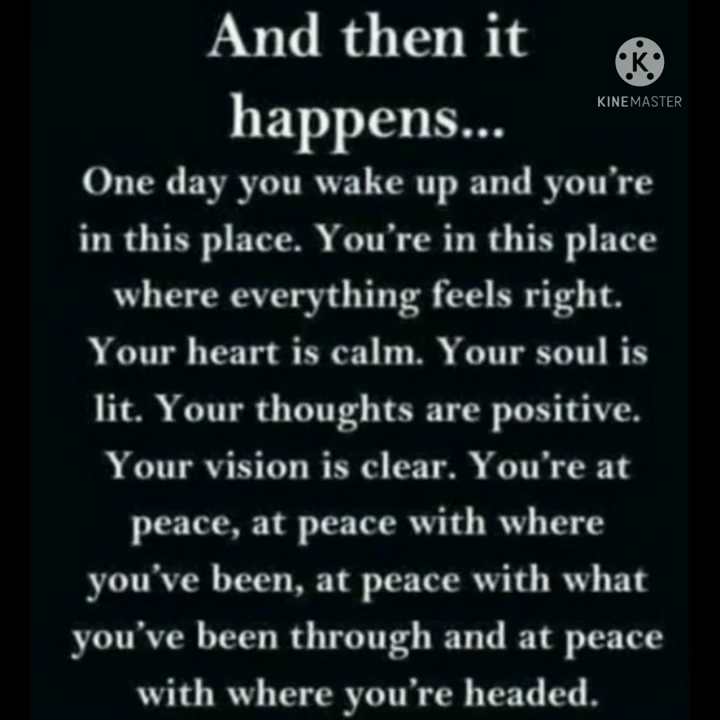 And then it
happens...
K
KINEMASTER
One day you wake up and you're
in this place. You're in this place
where everything feels right.
Your heart is calm. Your soul is
lit. Your thoughts are positive.
Your vision is clear. You're at
peace, at peace with where
you've been, at peace with what
you've been through and at peace
with where you're headed.